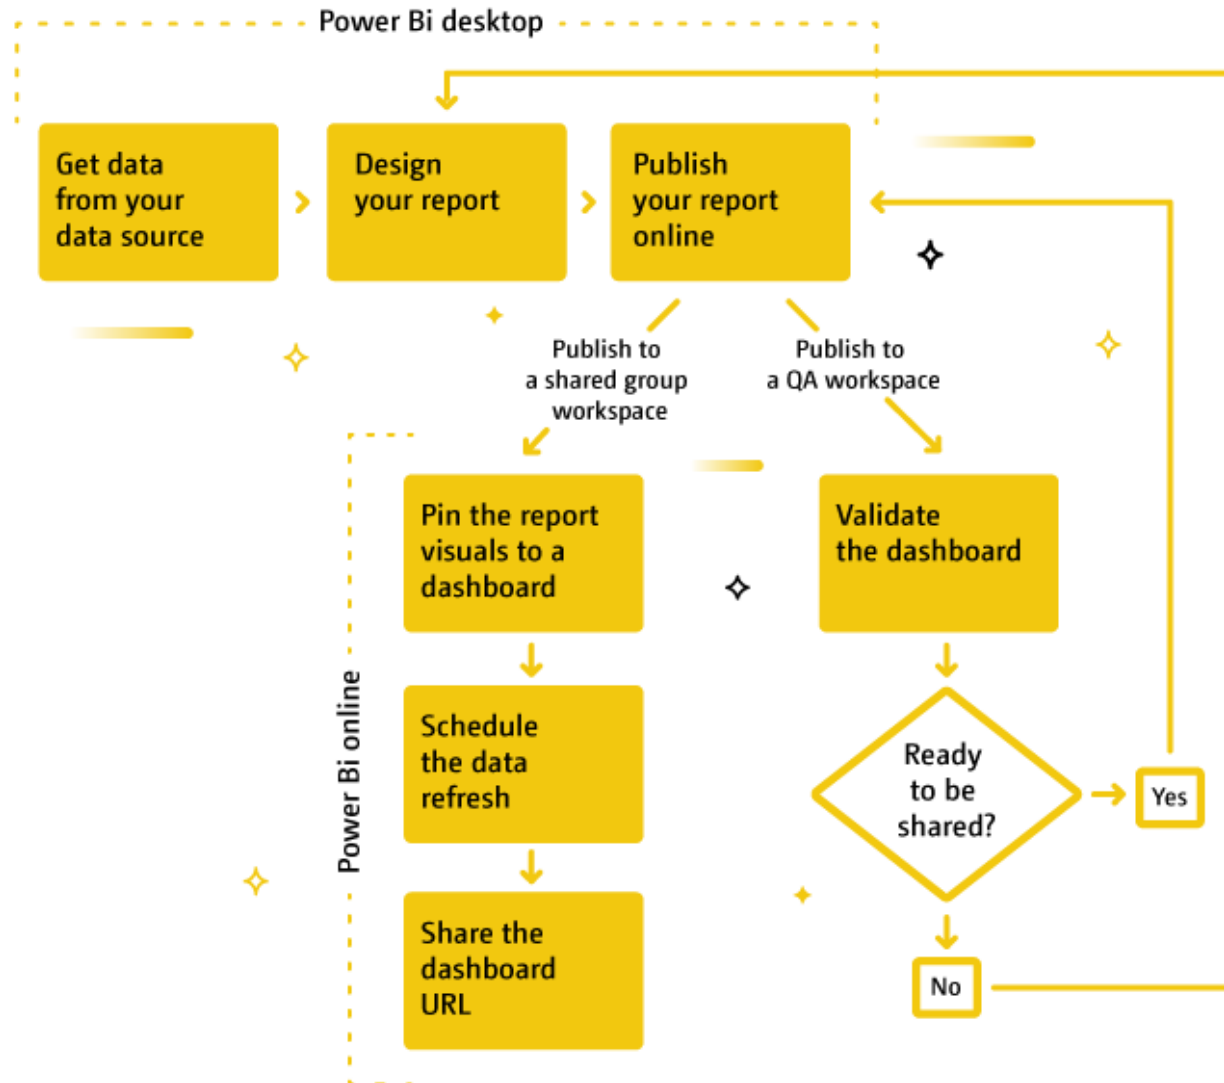 Power Bi desktop
Get data
from your
data source
Design
your report
Publish
your report
online
Publish to
a shared group
workspace
Publish to
a QA workspace
Power Bi online
Pin the report
visuals to a
dashboard
Schedule
the data
refresh
Share the
dashboard
URL
Validate
the dashboard
Ready
to be
shared?
Yes
No